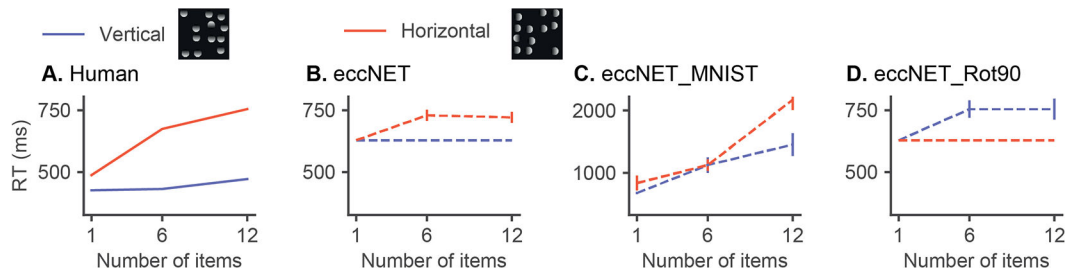 Vertical
Horizontal
A. Human
B. eccNET
C. eccNET_MNIST
D. eccNET_Rot90
RT (ms)
750
500
1
6
12
Number of items
750
500
1
6
12
Number of items
2000
1000
1
6
12
Number of items
750
500
1
6
12
Number of items